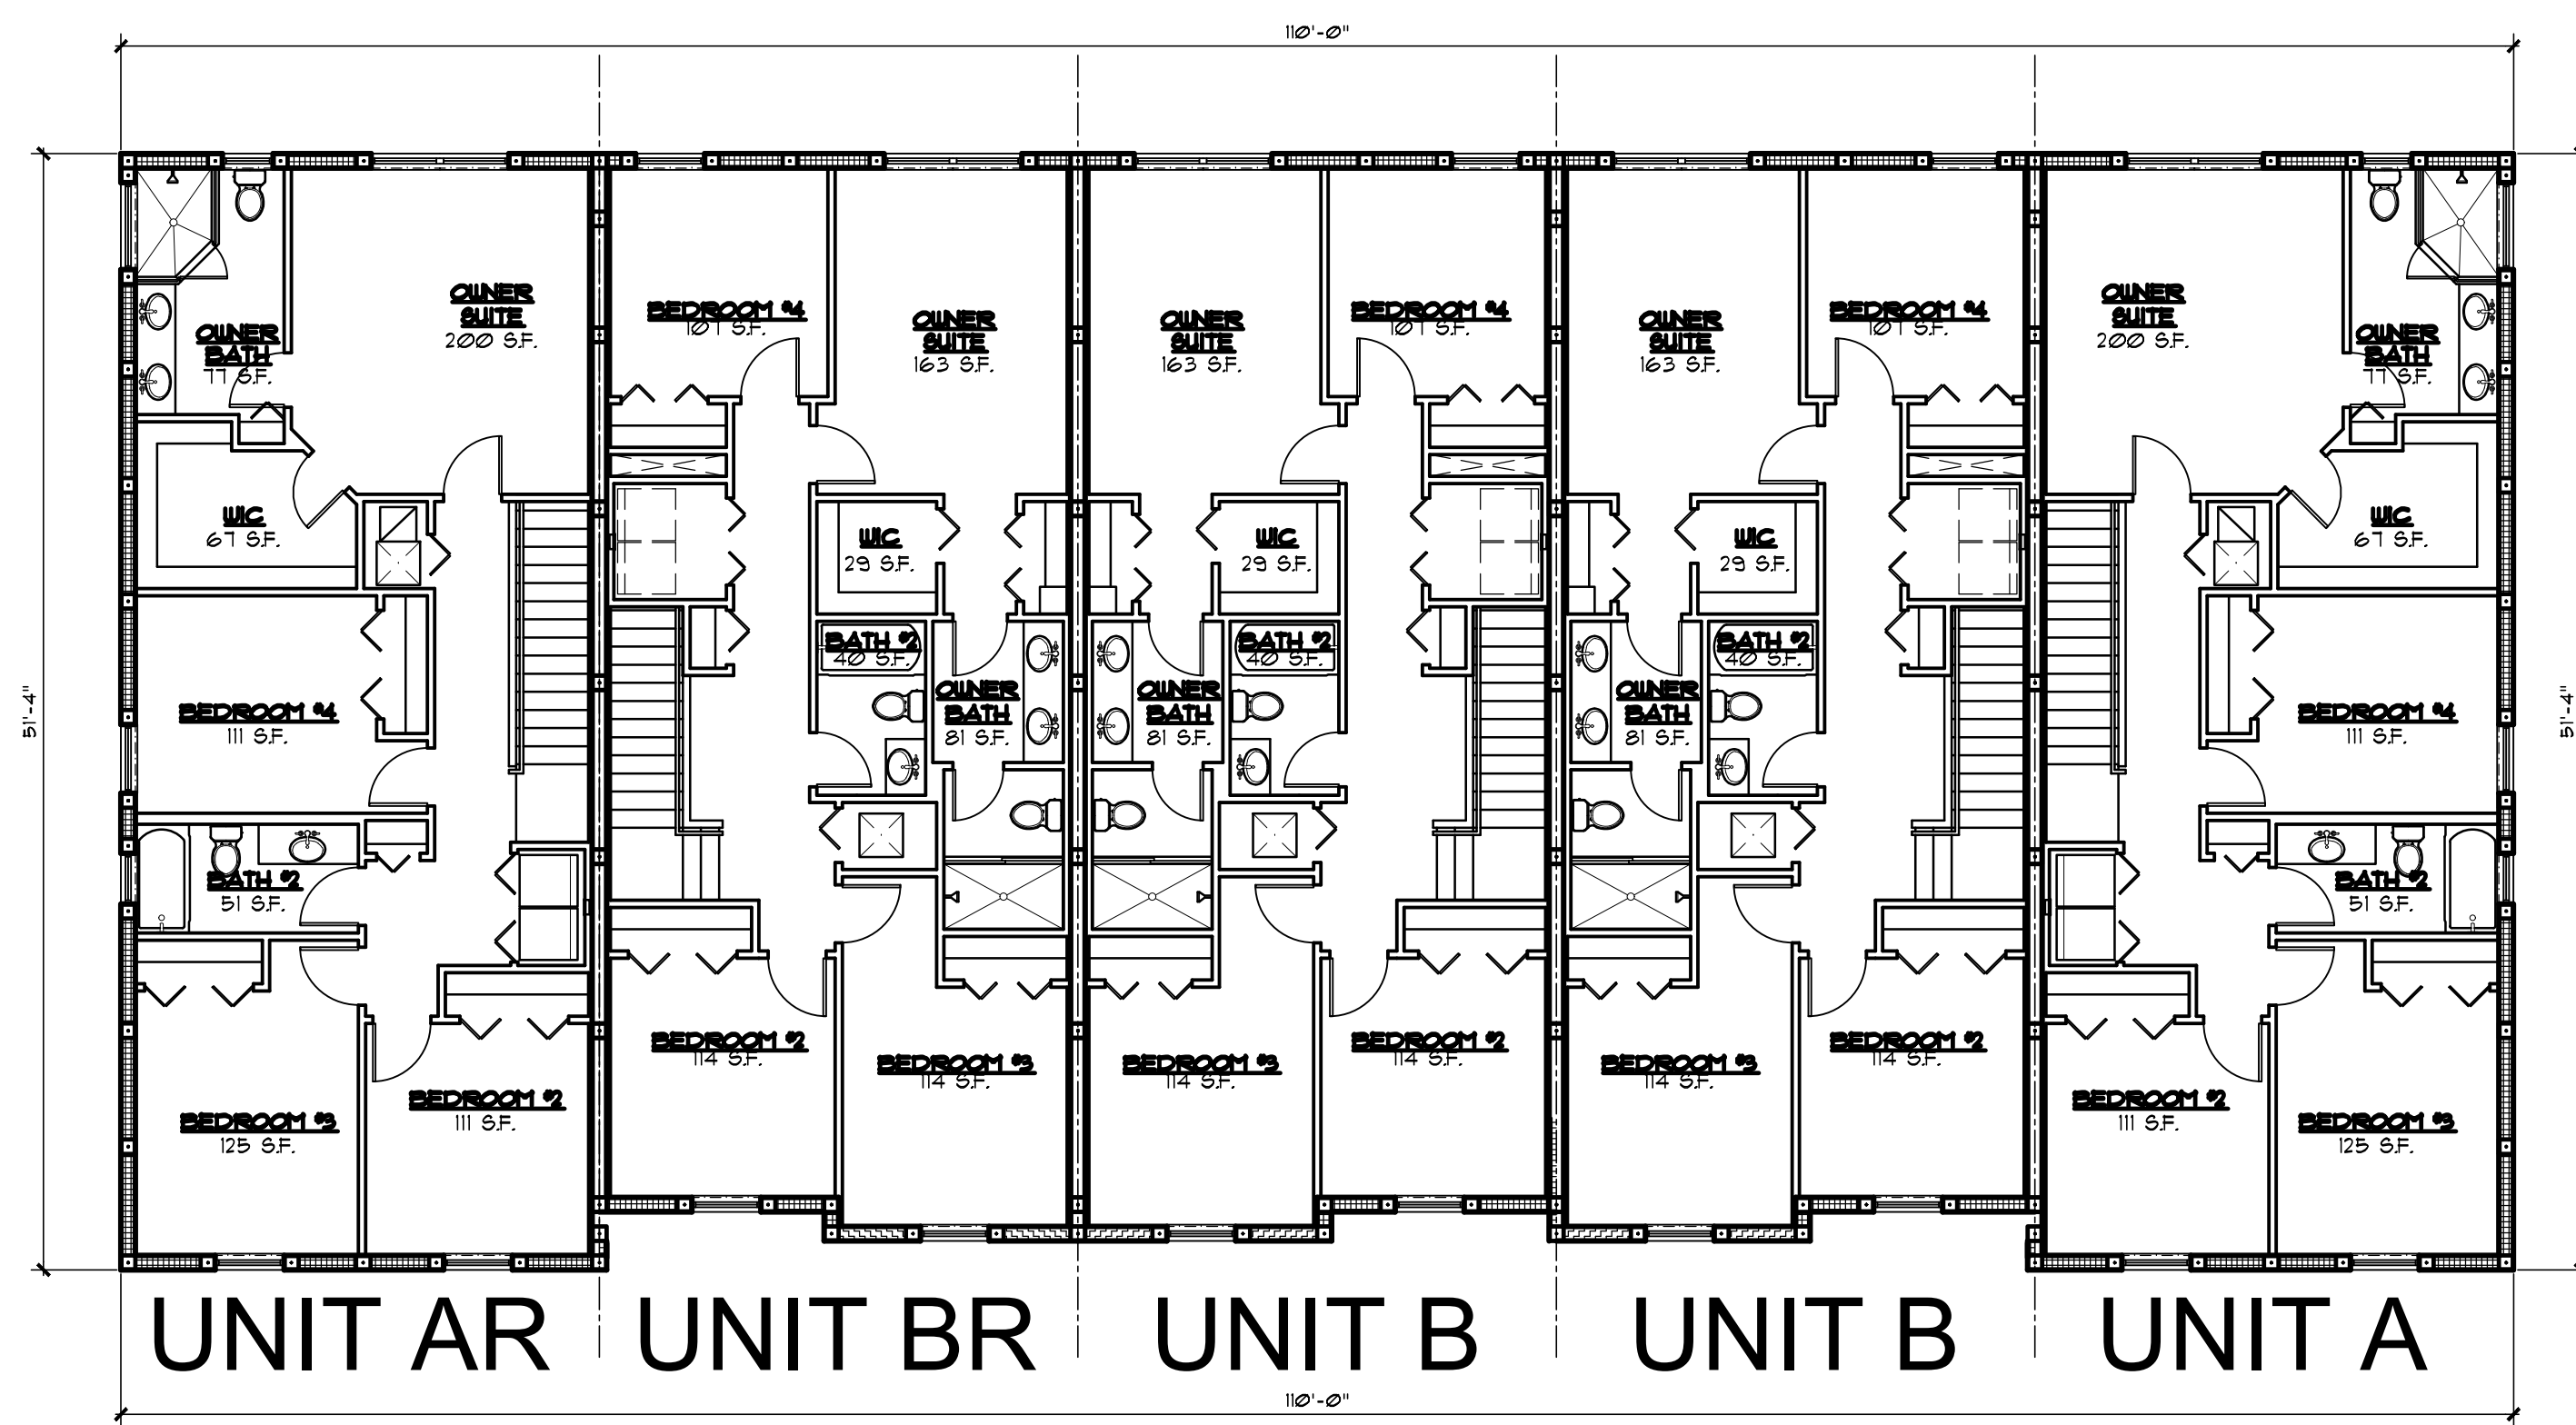 110'-0"
51'-4"
OWNER
SUITE
200 S.F.
OWNER
BATH
77 S.F.
WIC
67 S.F.
BEDROOM #4
111 S.F.
BATH #2
51 S.F.
BEDROOM #3
125 S.F.
BEDROOM #2
111 S.F.
BEDROOM #4
107 S.F.
OWNER
SUITE
163 S.F.
WIC
29 S.F.
BATH #2
40 S.F.
OWNER
BATH
81 S.F.
BEDROOM #2
114 S.F.
BEDROOM #3
114 S.F.
OWNER
SUITE
163 S.F.
BEDROOM #4
107 S.F.
WIC
29 S.F.
BATH #2
40 S.F.
OWNER
BATH
81 S.F.
BEDROOM #3
114 S.F.
BEDROOM #2
114 S.F.
OWNER
SUITE
163 S.F.
BEDROOM #4
107 S.F.
WIC
29 S.F.
BATH #2
40 S.F.
OWNER
BATH
81 S.F.
BEDROOM #3
114 S.F.
BEDROOM #2
114 S.F.
OWNER
SUITE
200 S.F.
OWNER
BATH
77 S.F.
WIC
67 S.F.
BEDROOM #4
111 S.F.
BATH #2
51 S.F.
BEDROOM #2
111 S.F.
BEDROOM #3
125 S.F.
51'-4"
UNIT AR
UNIT BR
UNIT B
UNIT B
UNIT A
110'-0"